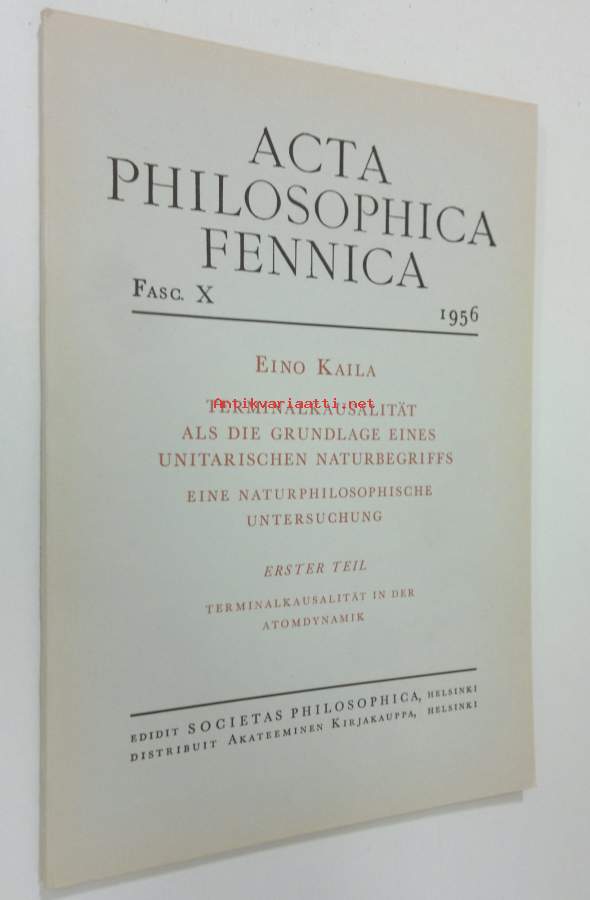 ACTA
PHILOSOPHICA
FENNICA
FASC. X 1956
EINO KAILA
Antikvariaatti.net
TERMINALKAUSALITÄT
ALS DIE GRUNDLAGE EINES
UNITARISCHEN NATURBEGRIFFS
EINE NATURPHILOSOPHISCHE
UNTERSUCHUNG
ERSTER TEIL
TERMINALKAUSALITÄT IN DER
ATOMDYNAMIK
EDIDIT SOCIETAS PHILOSOPHICA, HELSINKI
DISTRIBUIT AKATEEMINEN KIRJAKAUPPA, HELSINKI